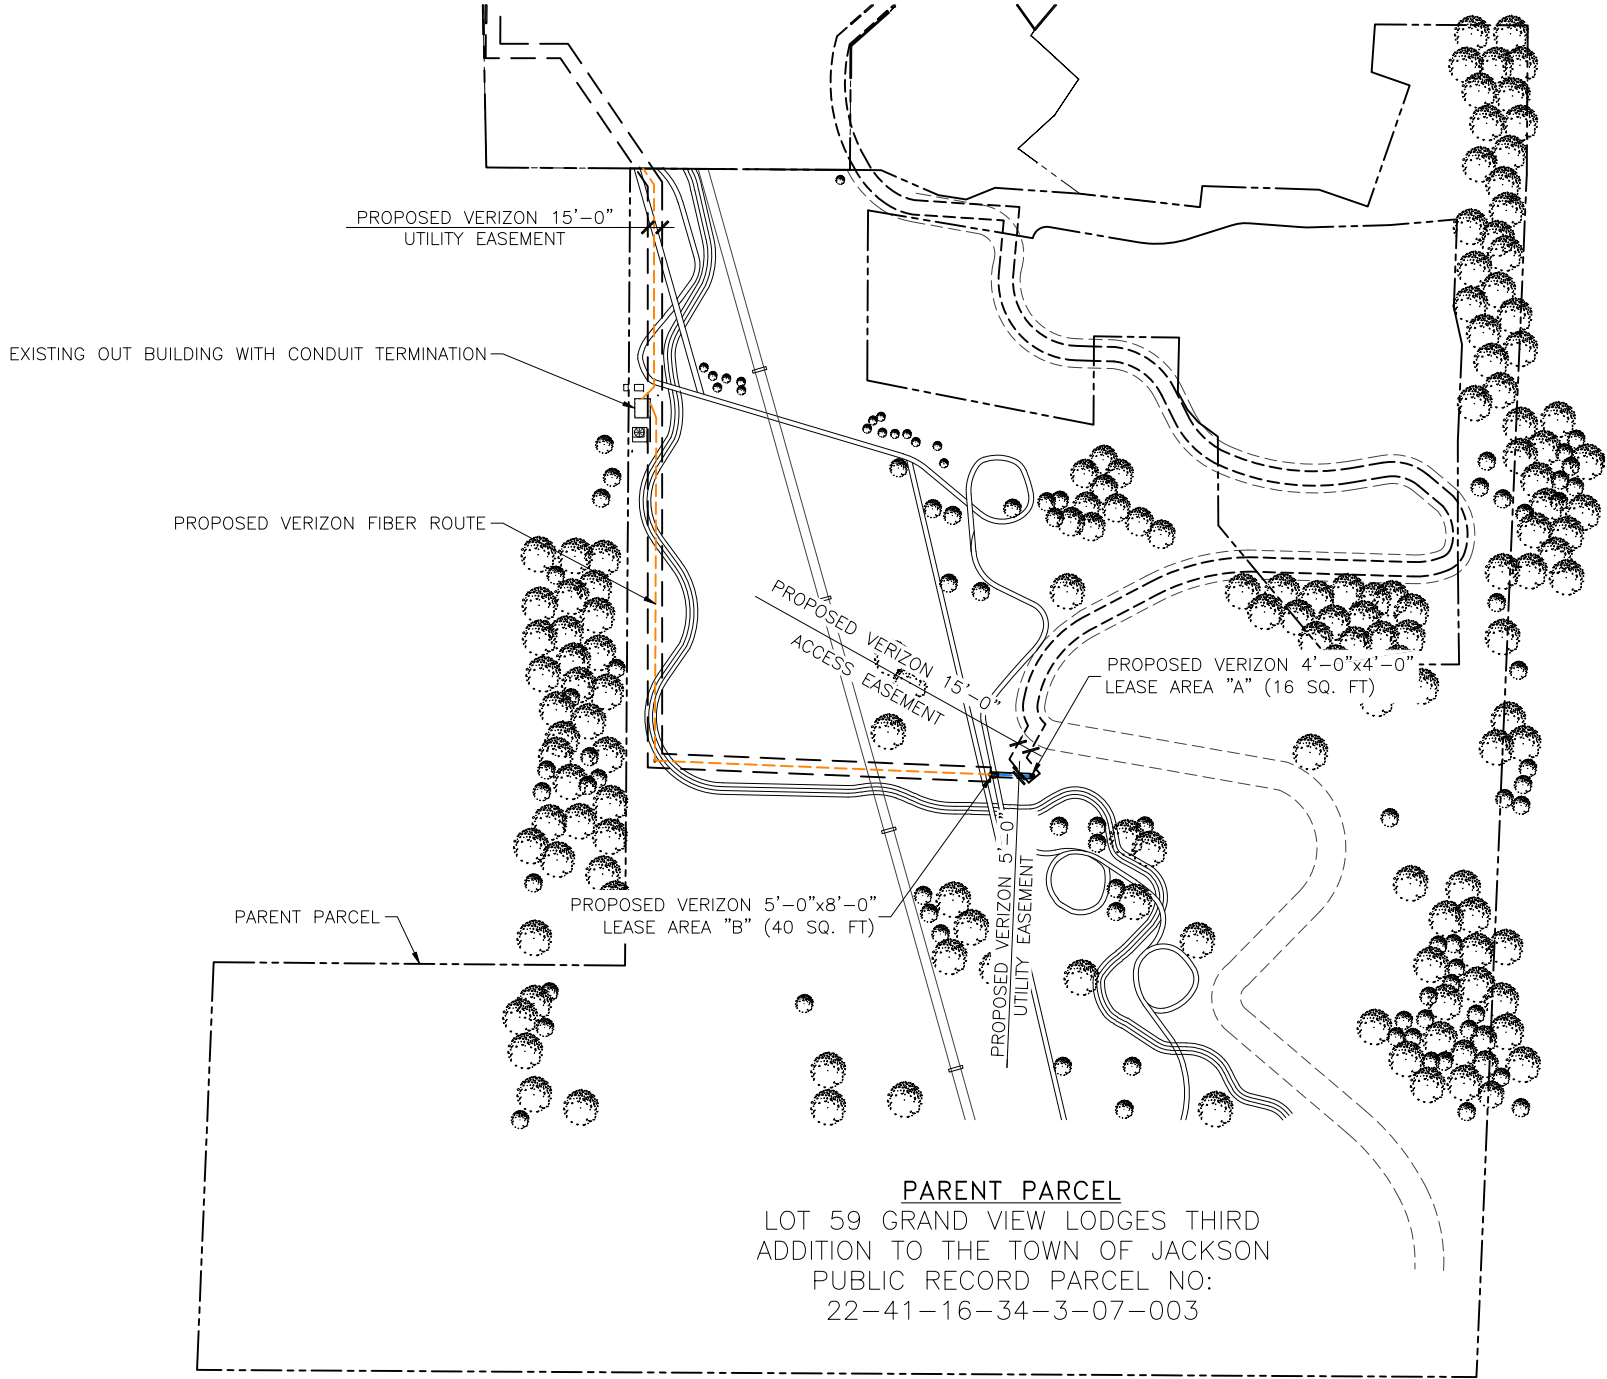 PROPOSED VERIZON 15'-0"
UTILITY EASEMENT
EXISTING OUT BUILDING WITH CONDUIT TERMINATION
PROPOSED VERIZON FIBER ROUTE
PROPOSED VERIZON 15'-0"
ACCESS EASEMENT
PROPOSED VERIZON 4'-0"x4'-0"
LEASE AREA "A" (16 SQ. FT)
PROPOSED VERIZON 5'-0"x8'-0"
LEASE AREA "B" (40 SQ. FT)
PROPOSED VERIZON 5'-0"
UTILITY EASEMENT
PARENT PARCEL
PARENT PARCEL
LOT 59 GRAND VIEW LODGES THIRD
ADDITION TO THE TOWN OF JACKSON
PUBLIC RECORD PARCEL NO:
22-41-16-34-3-07-003